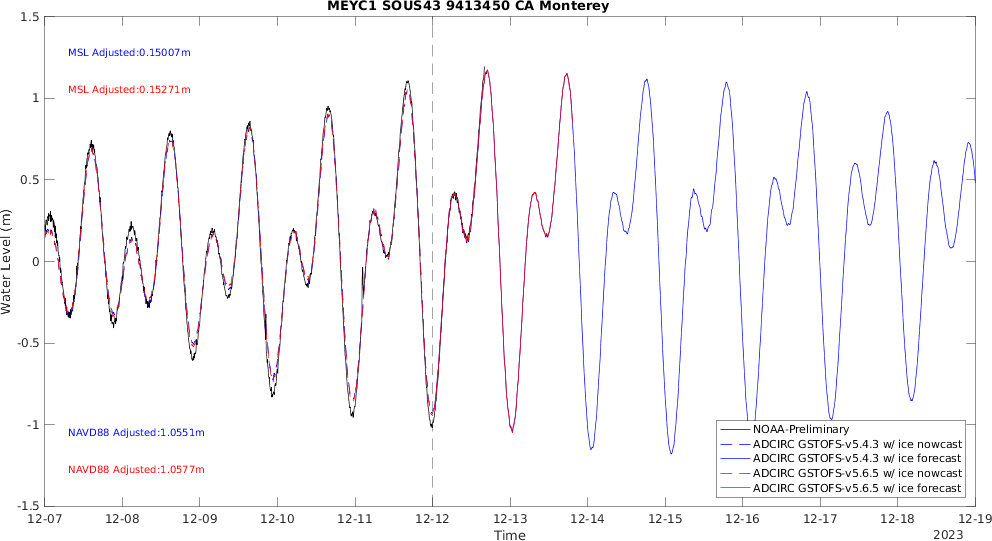 MEYC1 SOUS43 9413450 CA Monterey
1.5
1
0.5
0
-0.5
-1
-1.5
Water Level (m)
MSL Adjusted:0.15007m
MSL Adjusted:0.15271m
NAVD88 Adjusted:1.0551m
NAVD88 Adjusted:1.0577m
NOAA-Preliminary
ADCIRC GSTOFS-v5.4.3 w/ ice nowcast
ADCIRC GSTOFS-v5.4.3 w/ ice forecast
ADCIRC GSTOFS-v5.6.5 w/ ice nowcast
ADCIRC GSTOFS-v5.6.5 w/ ice forecast
12-07 12-08 12-09 12-10 12-11 12-12 12-13 12-14 12-15 12-16 12-17 12-18 12-19
Time
2023